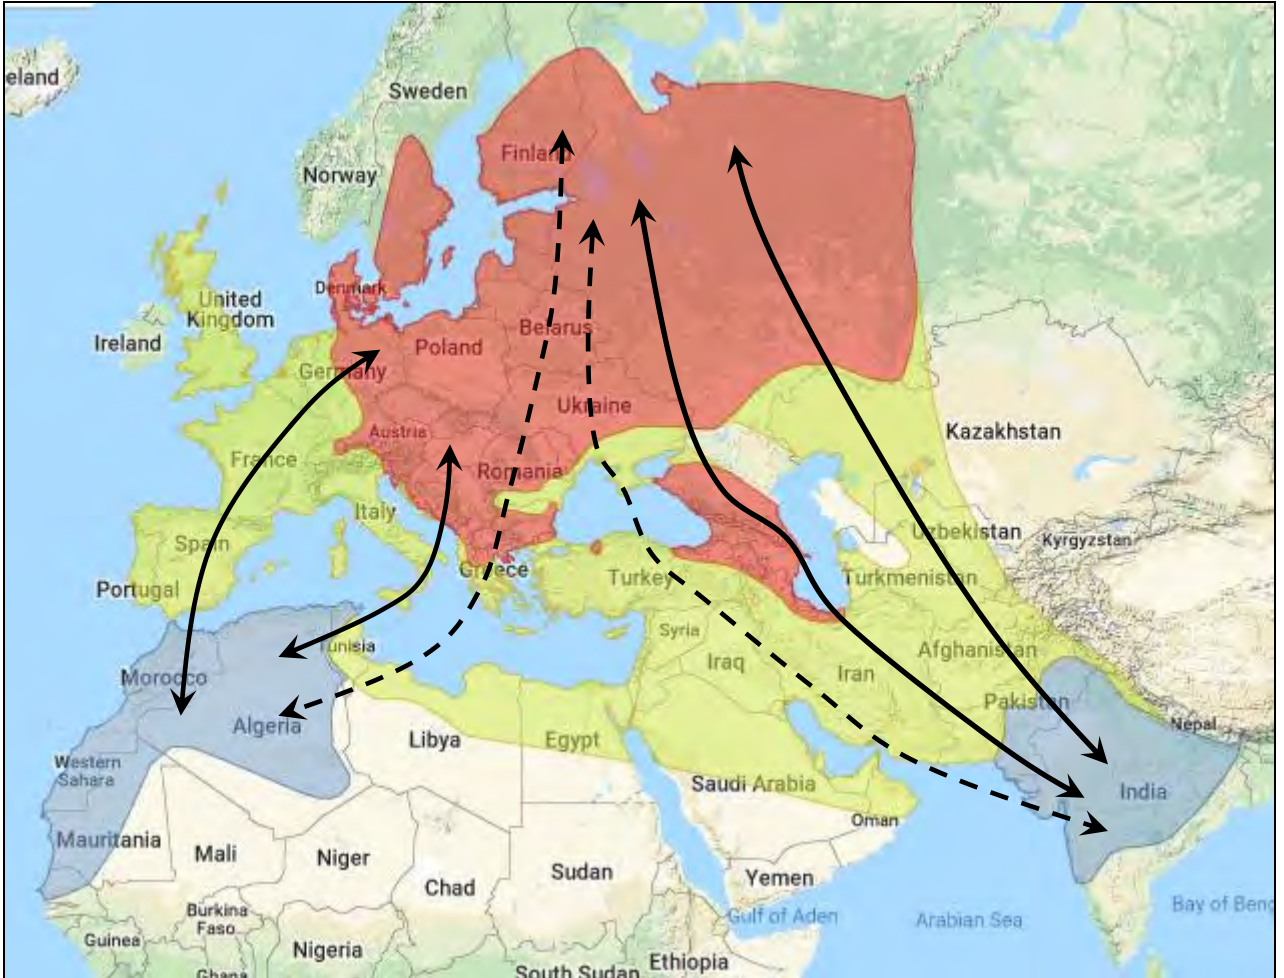 eland
Sweden
Finland
Norway
Denmark
United
Kingdom
Ireland
Belarus
Poland
Germany
Ukraine
Austria
Kazakhstan
France
Romania
Italy
Uzbekistan
Kyrgyzstan
Spain
Greece
Turkey
Turkmenistan
Portugal
Syria
Tunisia
Afghanistan
Iraq
Iran
Morocco
Pakistan
Algeria
Nepal
Libya
Egypt
Western
Sahara
Saudi Arabia
India
Oman
Mauritania
Mali
Niger
Sudan
Chad
Yemen
Burkina
Faso
Gulf of Aden
Arabian Sea
Bay of Beng
Guinea
Nigeria
Ethiopia
Ghana
South Sudan